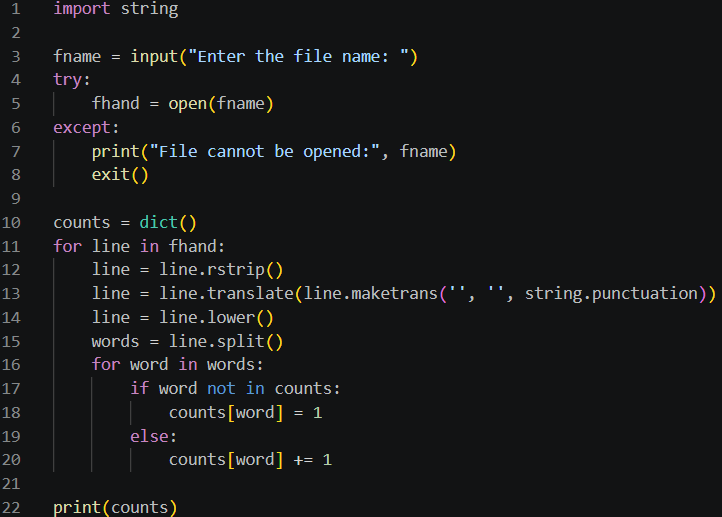 1 import string
2
3 fname = input("Enter the file name: ")
4 try:
5     fhand = open(fname)
6 except:
7     print("File cannot be opened:", fname)
8     exit()
9
10 counts = dict()
11 for line in fhand:
12     line = line.rstrip()
13     line = line.translate(line.maketrans('', '', string.punctuation))
14     line = line.lower()
15     words = line.split()
16     for word in words:
17         if word not in counts:
18             counts[word] = 1
19         else:
20             counts[word] += 1
21
22 print(counts)